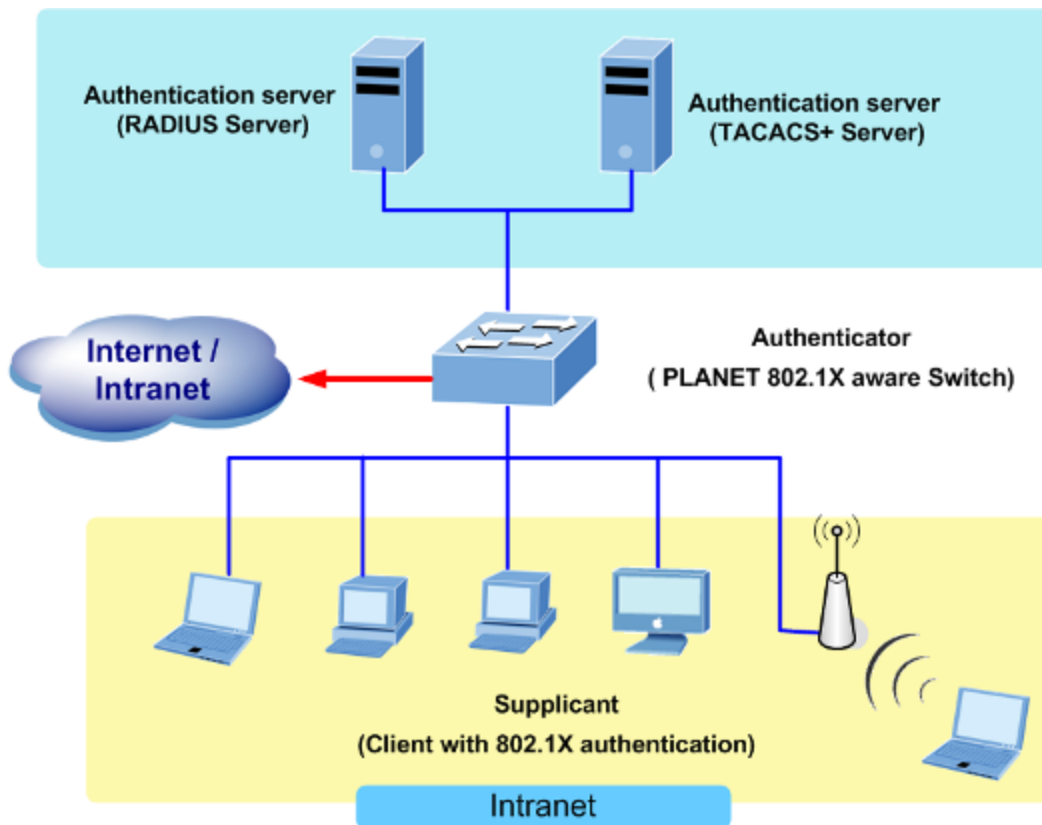 Authentication server
(RADIUS Server)
Authentication server
(TACACS+ Server)
Internet /
Intranet
Authenticator
( PLANET 802.1X aware Switch)
Supplicant
(Client with 802.1X authentication)
Intranet